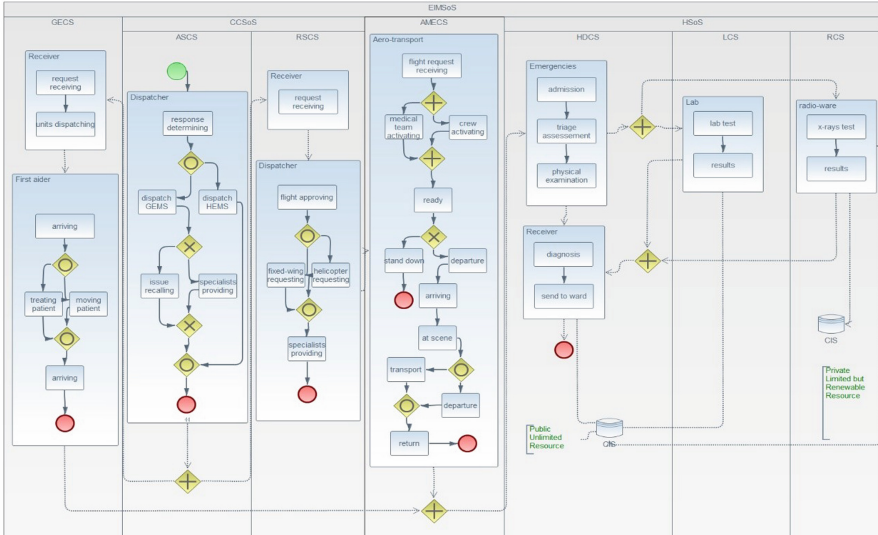 EIMSoS
GECS
CCSoS
AMECS
HSoS
ASCS
RSCS
HDCS
LCS
RCS
Receiver
request
receiving
units dispatching
First aider
arriving
treating
patient
moving
patient
arriving
Dispatcher
response
determining
dispatch
GEMS
dispatch
HEMS
issue
recalling
specialists
providing
Receiver
request
receiving
Dispatcher
flight approving
fixed-wing
requesting
helicopter
requesting
specialists
providing
Aero-transport
flight request
receiving
medical
team
activating
crew
activating
ready
stand down
departure
arriving
at scene
transport
departure
return
Emergencies
admission
triage
assessement
physical
examination
Receiver
diagnosis
send to ward
Lab
lab test
results
radio-ware
x-rays test
results
CIS
Private
Limited but
Renewable
Resource
Public
Unlimited
Resource
CIS